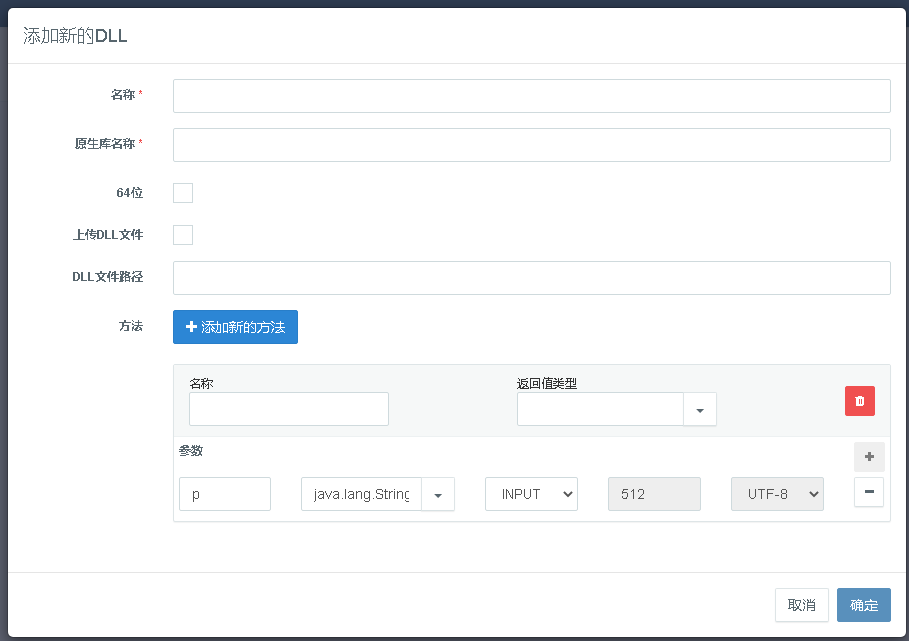 添加新的DLL
名称 *
原生库名称 *
64位
上传DLL文件
DLL文件路径
方法
添加新的方法
名称 返回值类型
参数
p java.lang.String INPUT 512 UTF-8
取消 确定